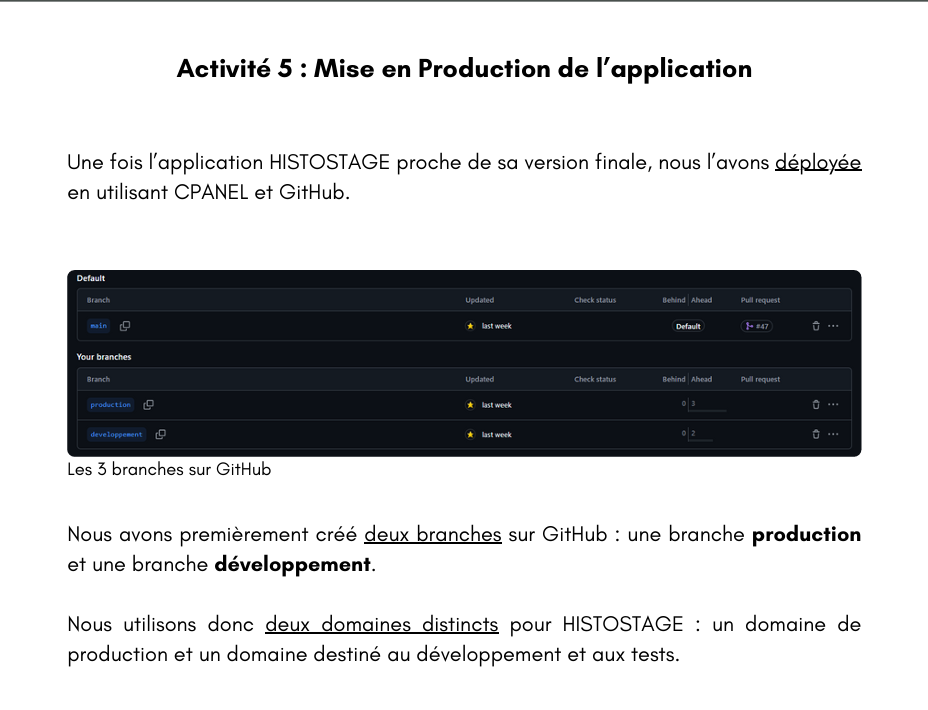 Activité 5 : Mise en Production de l’application
Une fois l’application HISTOSTAGE proche de sa version finale, nous l’avons déployée
en utilisant CPANEL et GitHub.
Default
Branch Updated Check status Behind Ahead Pull request
main last week Default #47
Your branches
Branch Updated Check status Behind Ahead Pull request
production last week 0 3
developpement last week 0 2
Les 3 branches sur GitHub
Nous avons premièrement créé deux branches sur GitHub : une branche production
et une branche développement.
Nous utilisons donc deux domaines distincts pour HISTOSTAGE : un domaine de
production et un domaine destiné au développement et aux tests.